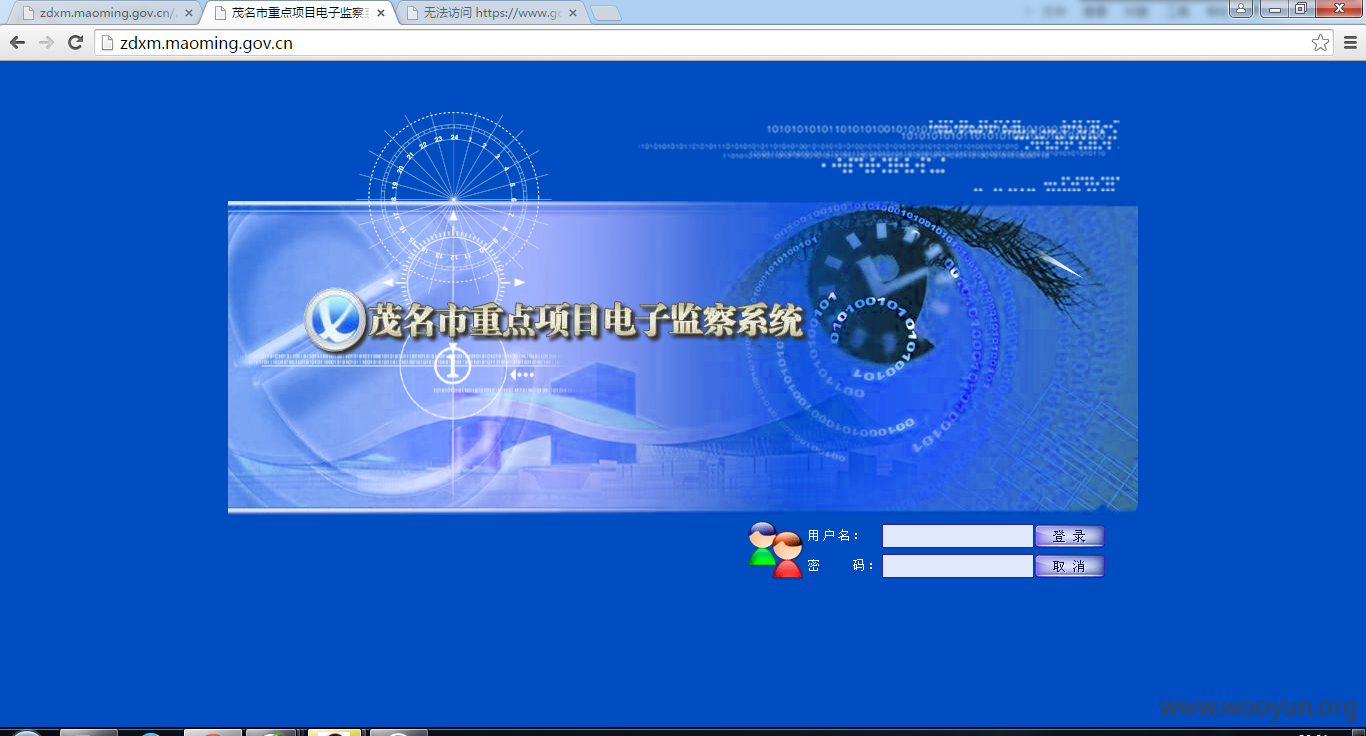 zdxm.maoming.gov.cn/
茂名市重点项目电子监察
无法访问 https://www.g
zdxm.maoming.gov.cn
茂名市重点项目电子监察系统
用户名：
登 录
密 码：
取 消
www.wooyun.org